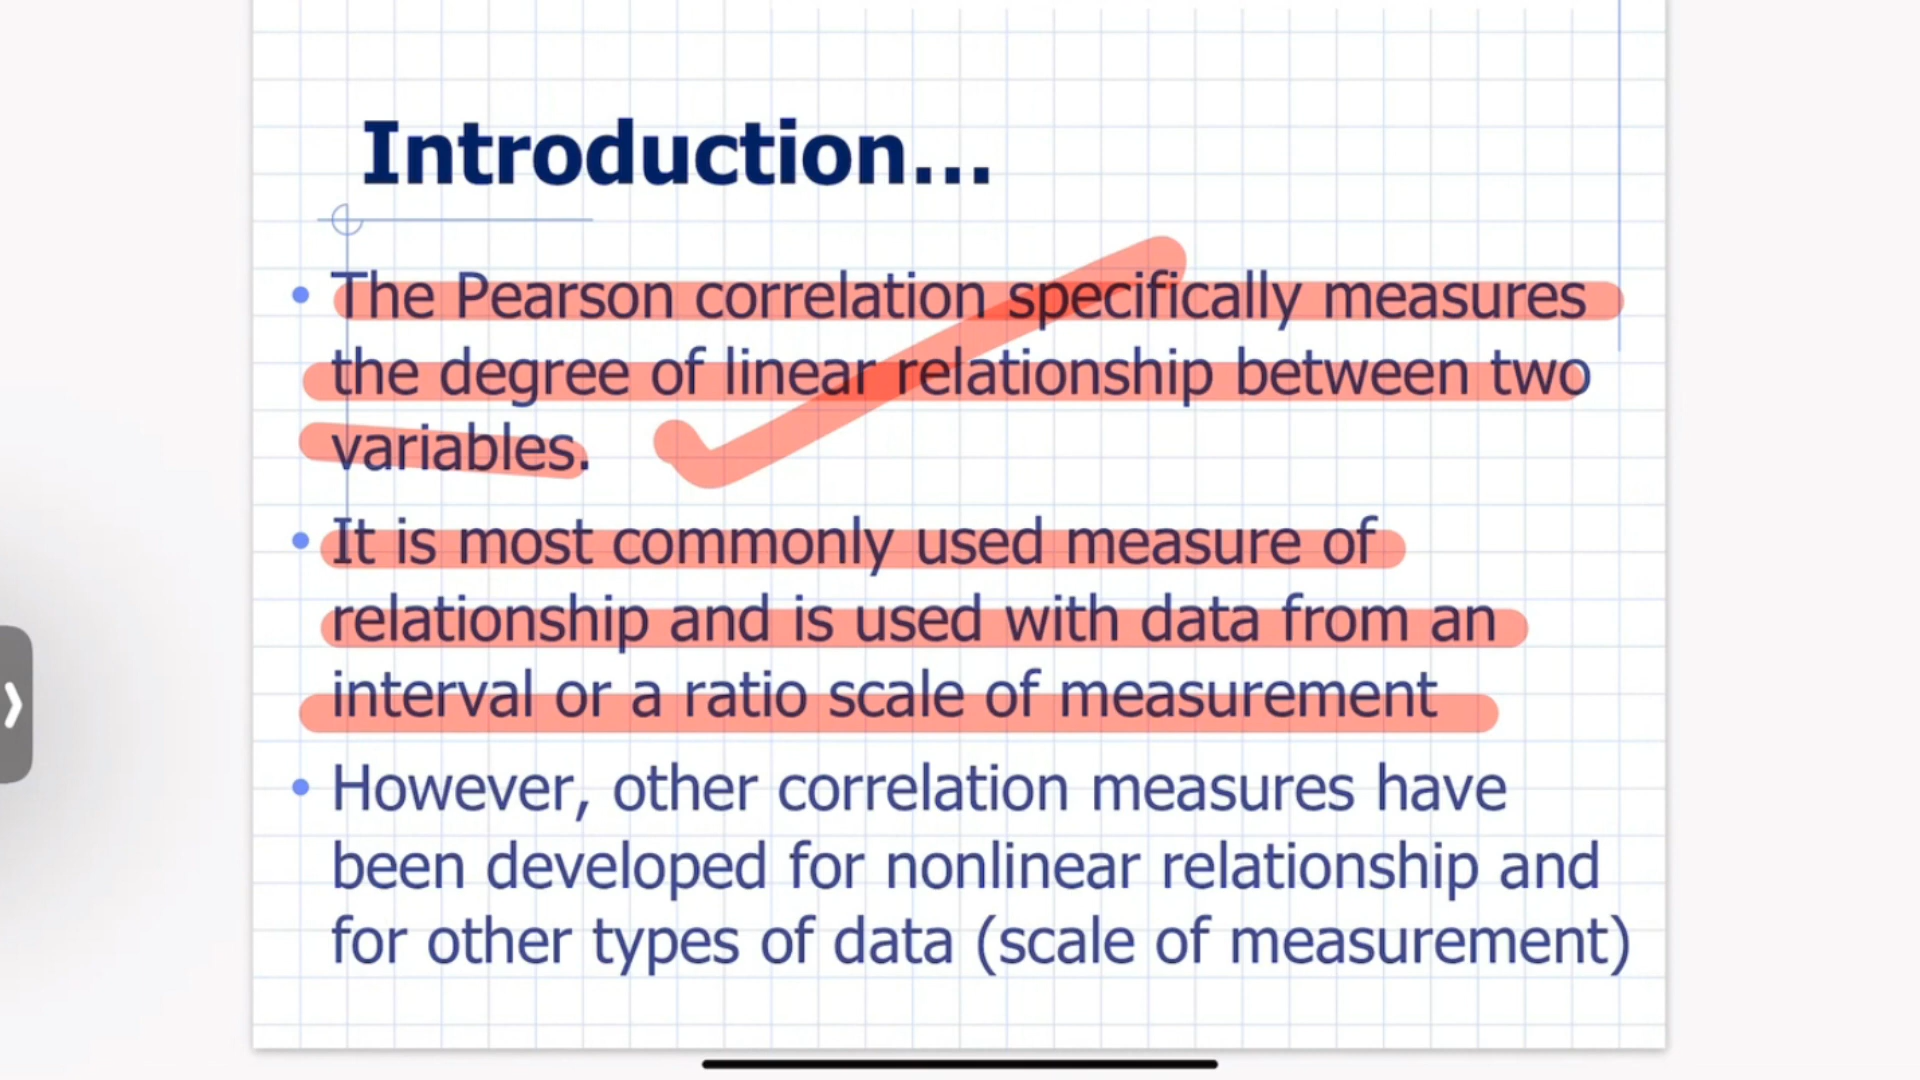 Introduction...
• The Pearson correlation specifically measures
the degree of linear relationship between two
variables.
• It is most commonly used measure of
relationship and is used with data from an
interval or a ratio scale of measurement
• However, other correlation measures have
been developed for nonlinear relationship and
for other types of data (scale of measurement)